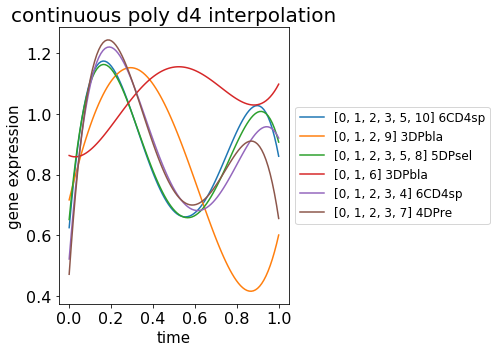 continuous poly d4 interpolation
gene expression
1.2
1.0
0.8
0.6
0.4
0.0 0.2 0.4 0.6 0.8 1.0
time
[0, 1, 2, 3, 5, 10] 6CD4sp
[0, 1, 2, 9] 3DPbla
[0, 1, 2, 3, 5, 8] 5DPsel
[0, 1, 6] 3DPbla
[0, 1, 2, 3, 4] 6CD4sp
[0, 1, 2, 3, 7] 4DPre